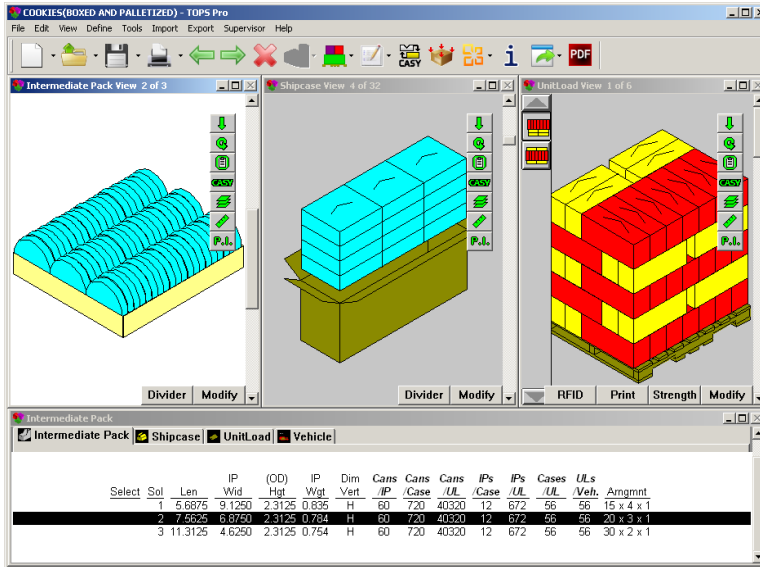 COOKIES(BOXED AND PALLETIZED) - TOPS Pro
File Edit View Define Tools Import Export Supervisor Help
CASY PDF
Intermediate Pack View 2 of 3
Shipcase View 4 of 32
UnitLoad View 1 of 6
CASY
P.I.
CASY
P.I.
CASY
P.I.
Divider Modify
Divider Modify
RFID Print Strength Modify
Intermediate Pack
Intermediate Pack Shipcase UnitLoad Vehicle
IP (OD) IP Dim Cans Cans Cans IPs IPs Cases ULs
Select Sol Len Wid Hgt Wgt Vert /IP /Case /UL /Case /UL /UL /Veh. Arngmnt
1 5.6875 9.1250 2.3125 0.835 H 60 720 40320 12 672 56 56 15 x 4 x 1
2 7.5625 6.8750 2.3125 0.784 H 60 720 40320 12 672 56 56 20 x 3 x 1
3 11.3125 4.6250 2.3125 0.754 H 60 720 40320 12 672 56 56 30 x 2 x 1